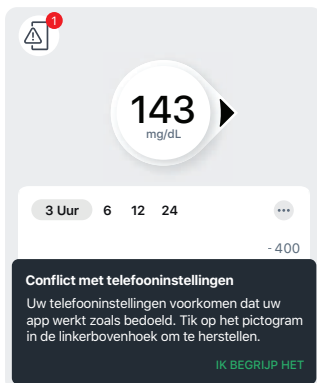 1
143
mg/dL
3 Uur 6 12 24 ...
- 400
Conflict met telefooninstellingen
Uw telefooninstellingen voorkomen dat uw
app werkt zoals bedoeld. Tik op het pictogram
in de linkerbovenhoek om te herstellen.
IK BEGRIJP HET